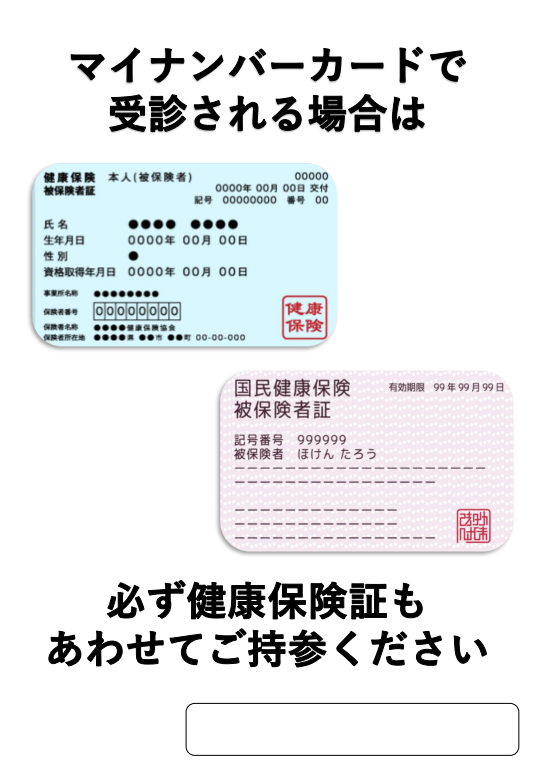 マイナンバーカードで
受診される場合は
健康保険 本人(被保険者) 00000
被保険者証 0000年 00月 00日 交付
記号 00000000 番号 00
氏名 ●●●● ●●●●
生年月日 0000年 00月 00日
性別 ●
資格取得年月日 0000年 00月 00日
事業所名称 ●●●●●●●●
保険者番号 00000000
保険者名称 ●●●●健康保険協会
保険者所在地 ●●●●県 ●●市 ●●町 00-00-000
健康
保険
国民健康保険 有効期限 99年99月99日
被保険者証
記号番号 999999
被保険者 ほけん たろう
必ず健康保険証も
あわせてご持参ください